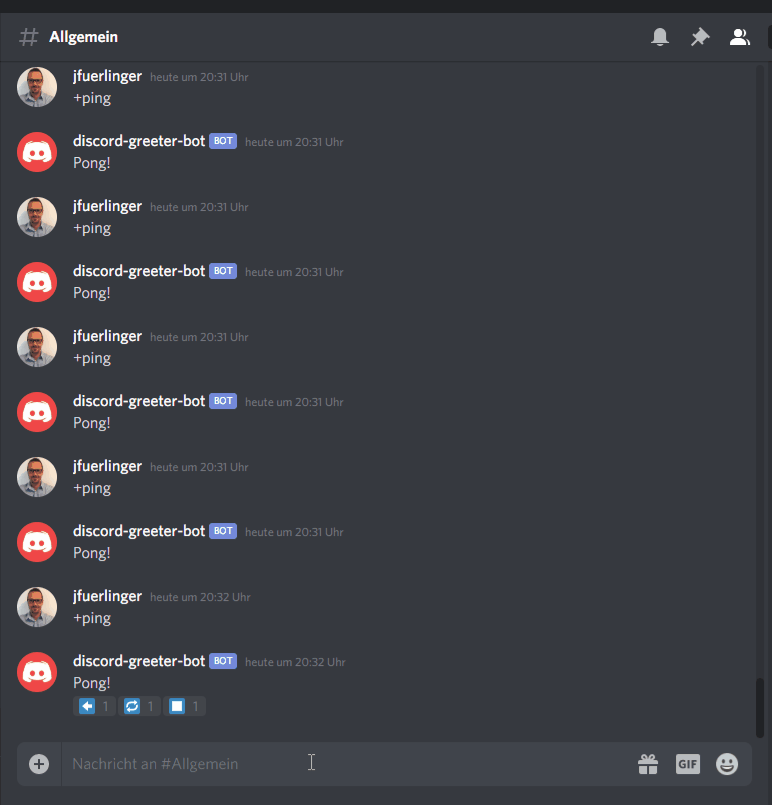 # Allgemein
jfuerlinger heute um 20:31 Uhr
+ping
discord-greeter-bot BOT heute um 20:31 Uhr
Pong!
jfuerlinger heute um 20:31 Uhr
+ping
discord-greeter-bot BOT heute um 20:31 Uhr
Pong!
jfuerlinger heute um 20:31 Uhr
+ping
discord-greeter-bot BOT heute um 20:31 Uhr
Pong!
jfuerlinger heute um 20:31 Uhr
+ping
discord-greeter-bot BOT heute um 20:31 Uhr
Pong!
jfuerlinger heute um 20:32 Uhr
+ping
discord-greeter-bot BOT heute um 20:32 Uhr
Pong!
1 1 1
Nachricht an #Allgemein GIF